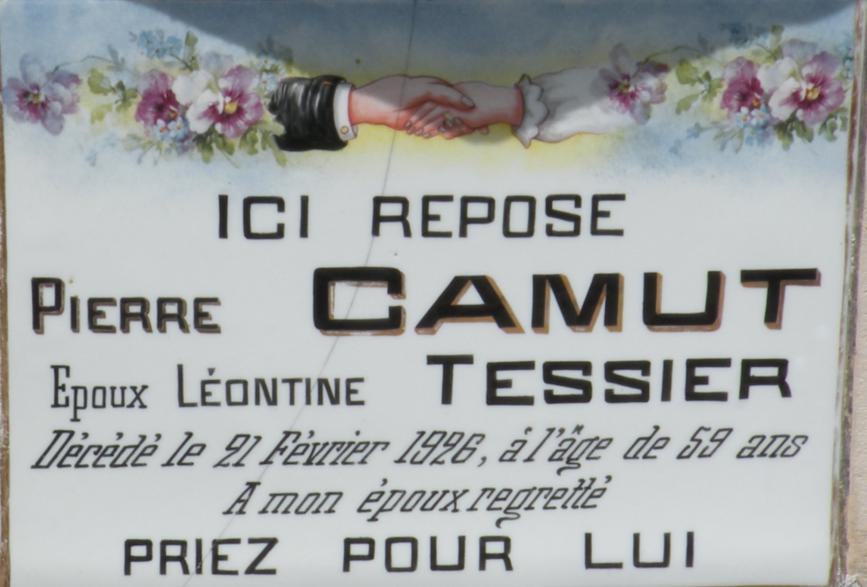 ICI REPOSE
PIERRE CAMUT
Epoux LÉONTINE TESSIER
Décédé le 21 Février 1926, à l'âge de 59 ans
A mon époux regretté
PRIEZ POUR LUI